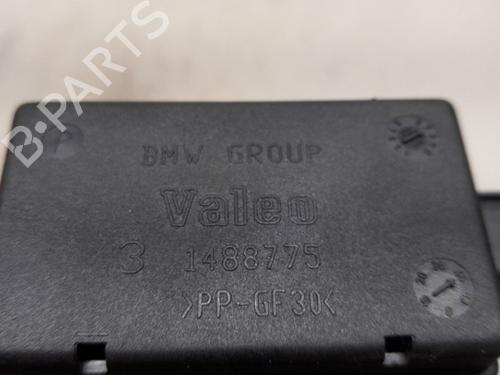 B-PARTS
BMW GROUP
Valeo
3 1488775
>PP-GF30<